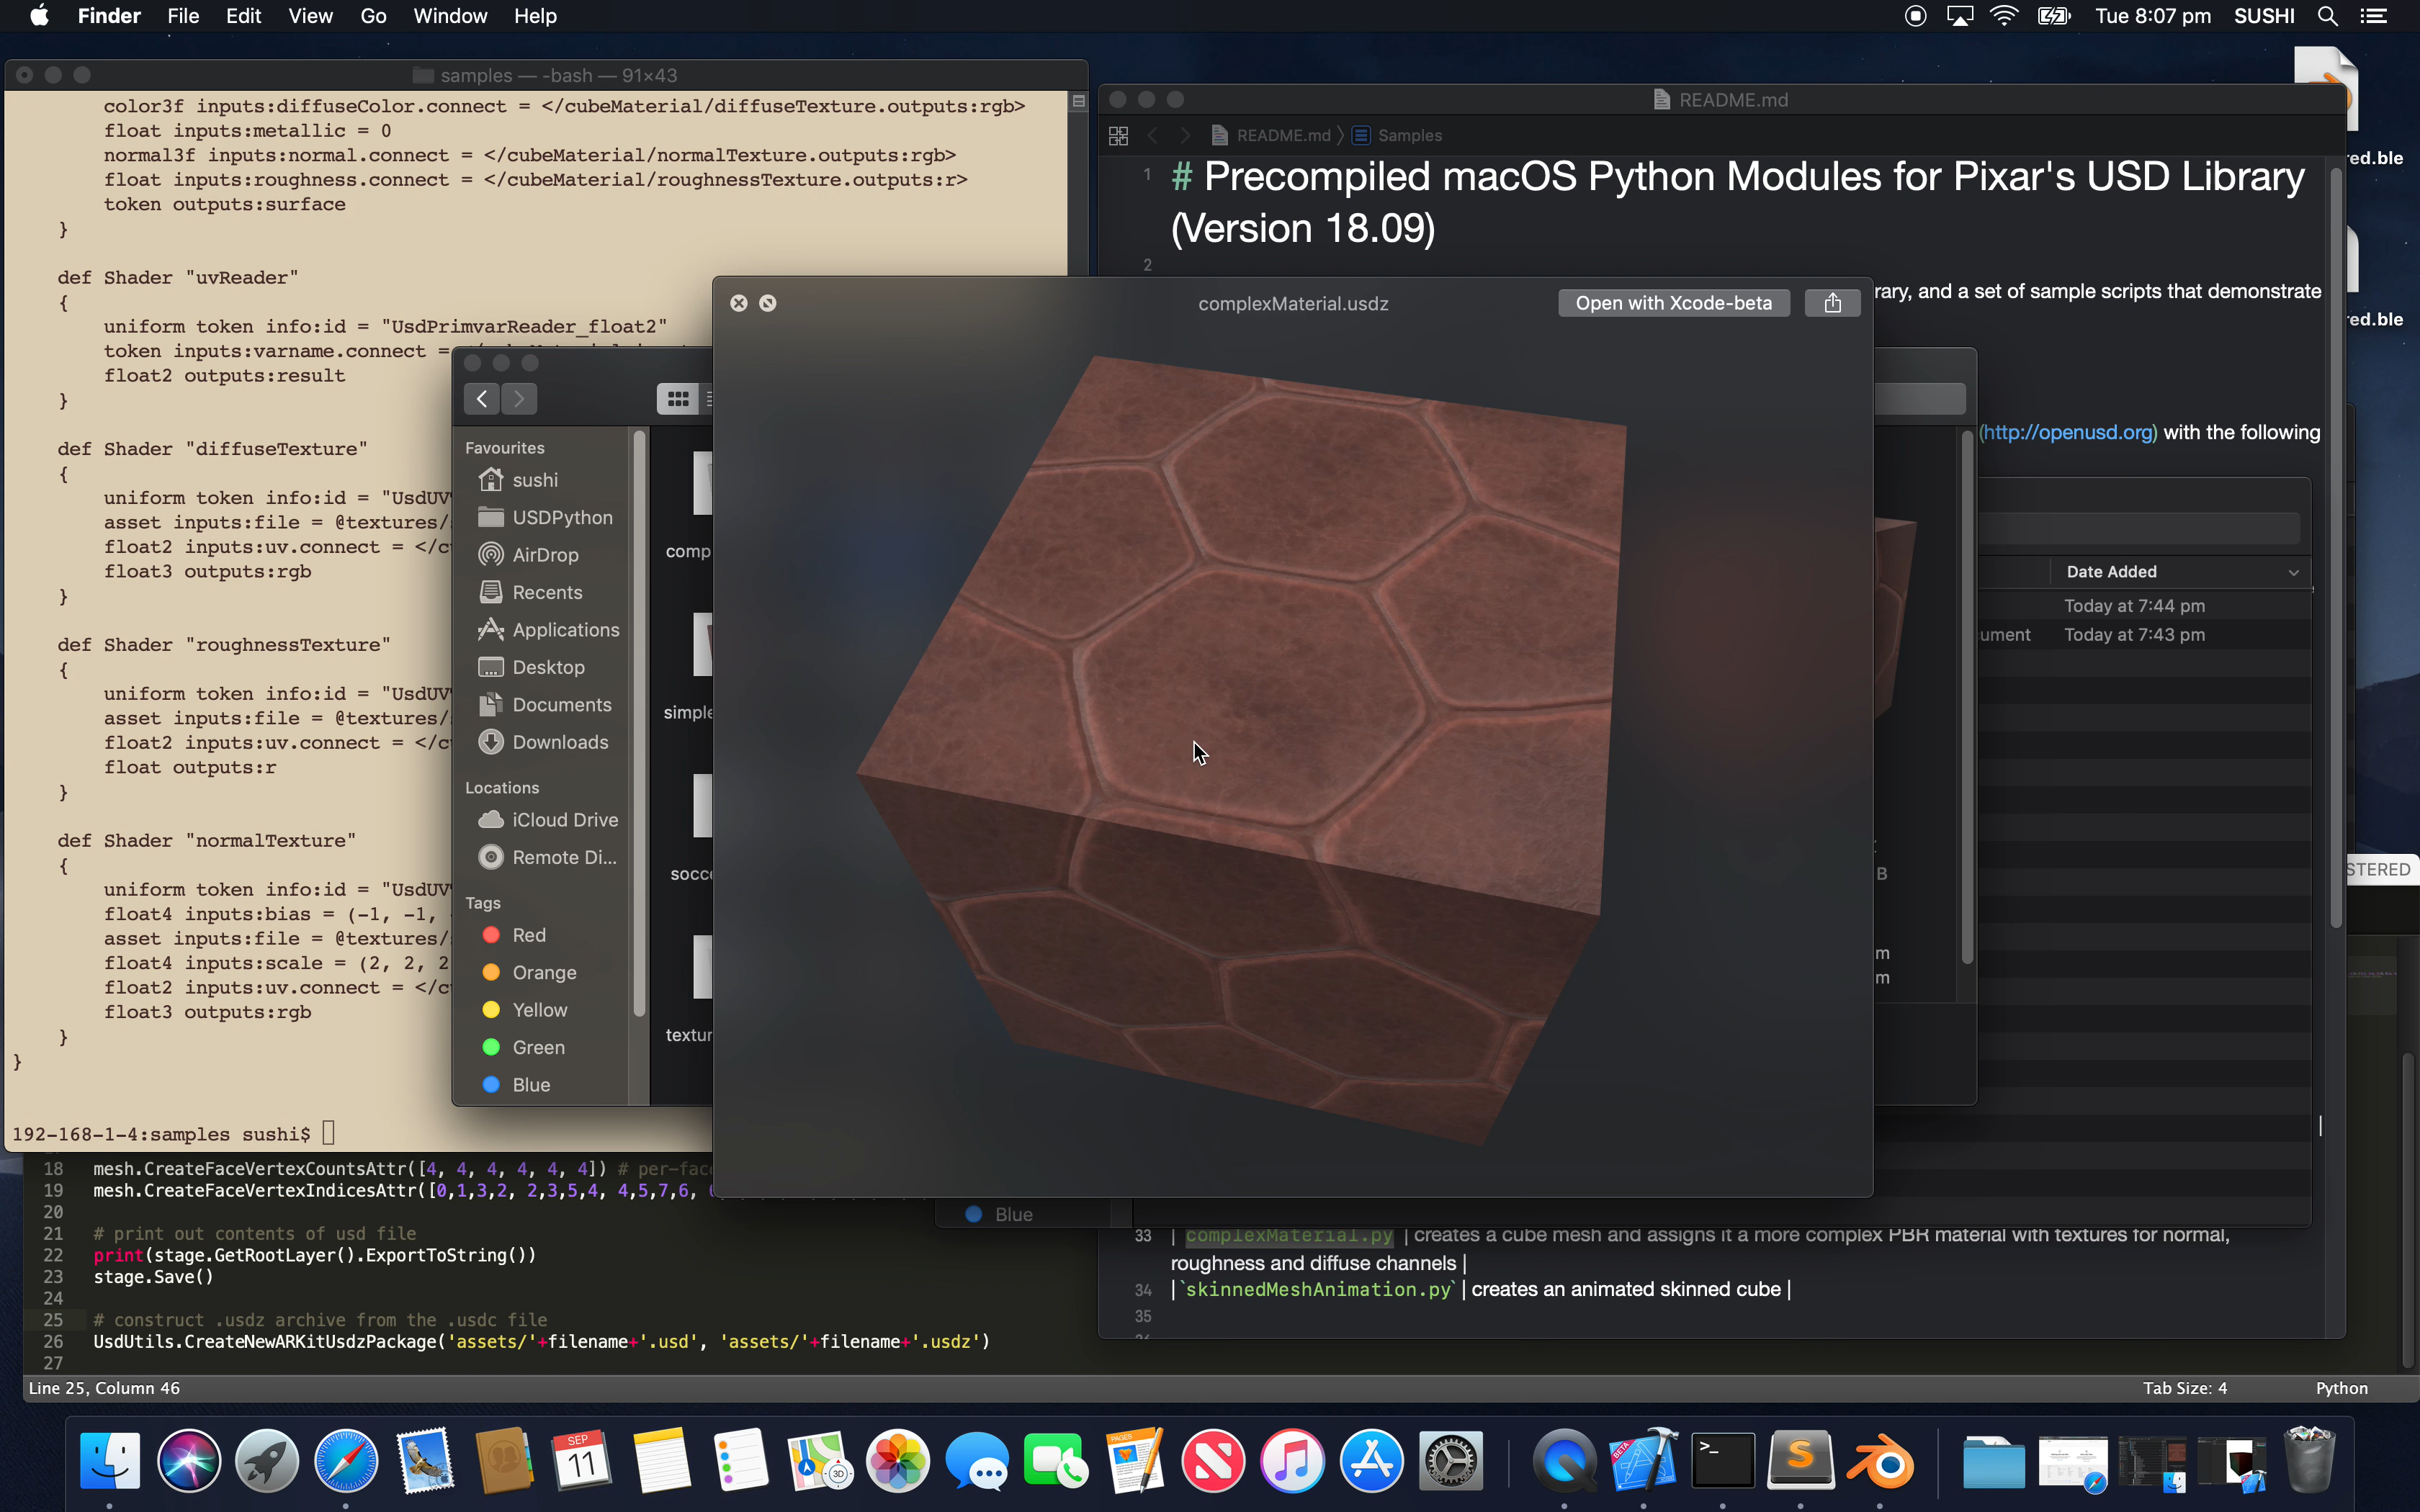 Finder File Edit View Go Window Help
Tue 8:07 pm SUSHI
samples — -bash — 91×43
color3f inputs:diffuseColor.connect = </cubeMaterial/diffuseTexture.outputs:rgb>
float inputs:metallic = 0
normal3f inputs:normal.connect = </cubeMaterial/normalTexture.outputs:rgb>
float inputs:roughness.connect = </cubeMaterial/roughnessTexture.outputs:r>
token outputs:surface
}
def Shader "uvReader"
{
uniform token info:id = "UsdPrimvarReader_float2"
token inputs:varname.connect =
float2 outputs:result
}
def Shader "diffuseTexture"
{
uniform token info:id = "UsdUV
asset inputs:file = @textures/
float2 inputs:uv.connect = </c
float3 outputs:rgb
}
def Shader "roughnessTexture"
{
uniform token info:id = "UsdUV
asset inputs:file = @textures/
float2 inputs:uv.connect = </c
float outputs:r
}
def Shader "normalTexture"
{
uniform token info:id = "UsdUV
float4 inputs:bias = (-1, -1,
asset inputs:file = @textures/
float4 inputs:scale = (2, 2, 2
float2 inputs:uv.connect = </c
float3 outputs:rgb
}
}
192-168-1-4:samples sushi$
README.md
README.md 〉 Samples
1 # Precompiled macOS Python Modules for Pixar's USD Library
(Version 18.09)
2
rary, and a set of sample scripts that demonstrate
(http://openusd.org) with the following
red.ble
red.ble
complexMaterial.usdz
Open with Xcode-beta
Favourites
sushi
USDPython
AirDrop
Recents
Applications
Desktop
Documents
Downloads
Locations
iCloud Drive
Remote Di...
Tags
Red
Orange
Yellow
Green
Blue
comp
simple
socce
textur
Date Added
Today at 7:44 pm
ument Today at 7:43 pm
B
m
m
STERED
Blue
33 | complexMaterial.py | creates a cube mesh and assigns it a more complex PBR material with textures for normal,
roughness and diffuse channels |
34 |`skinnedMeshAnimation.py`| creates an animated skinned cube |
35
18 mesh.CreateFaceVertexCountsAttr([4, 4, 4, 4, 4, 4]) # per-fac
19 mesh.CreateFaceVertexIndicesAttr([0,1,3,2, 2,3,5,4, 4,5,7,6,
20
21 # print out contents of usd file
22 print(stage.GetRootLayer().ExportToString())
23 stage.Save()
24
25 # construct .usdz archive from the .usdc file
26 UsdUtils.CreateNewARKitUsdzPackage('assets/'+filename+'.usd', 'assets/'+filename+'.usdz')
27
Line 25, Column 46
Tab Size: 4 Python
SEP
11
3D
PAGES
BETA
>_
S